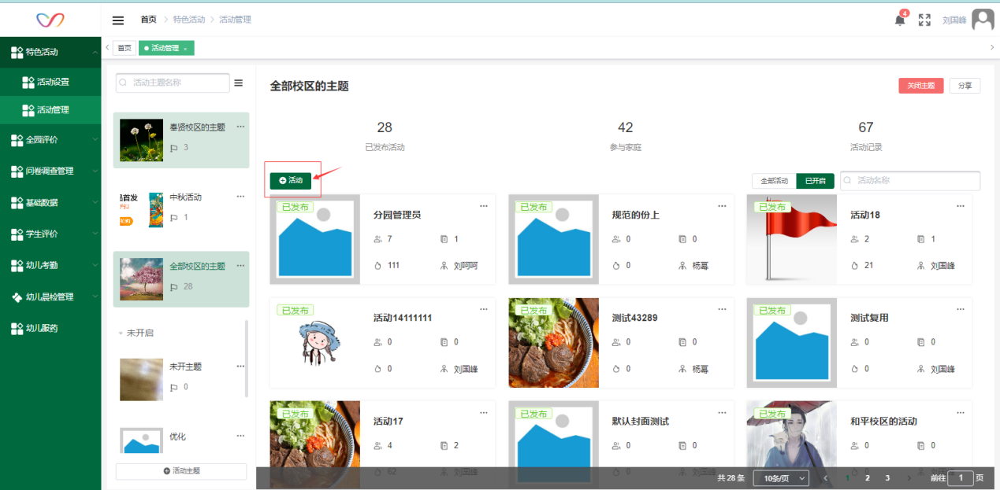 首页 > 特色活动 > 活动管理
4
刘国峰
特色活动
活动设置
活动管理
全园评价
问卷调查管理
基础数据
学生评价
幼儿考勤
幼儿晨检管理
幼儿服药
首页
活动管理 ×
活动主题名称
奉贤校区的主题
3
中秋活动
1
全部校区的主题
28
未开启
未开主题
0
优化
活动主题
全部校区的主题
关闭主题
分享
28
已发布活动
42
参与家庭
67
活动记录
活动
全部活动
已开启
活动名称
已发布
分园管理员
7
1
111
刘呵呵
已发布
规范的份上
0
0
0
杨幂
已发布
活动18
2
1
21
刘国峰
已发布
活动14111111
0
0
0
刘国峰
已发布
测试43289
0
0
0
杨幂
已发布
测试复用
0
0
0
刘国峰
已发布
活动17
4
2
62
刘国峰
已发布
默认封面测试
0
0
0
刘国峰
已发布
和平校区的活动
0
0
0
刘国峰
共 28 条
10条/页
1
2
3
前往
1
页